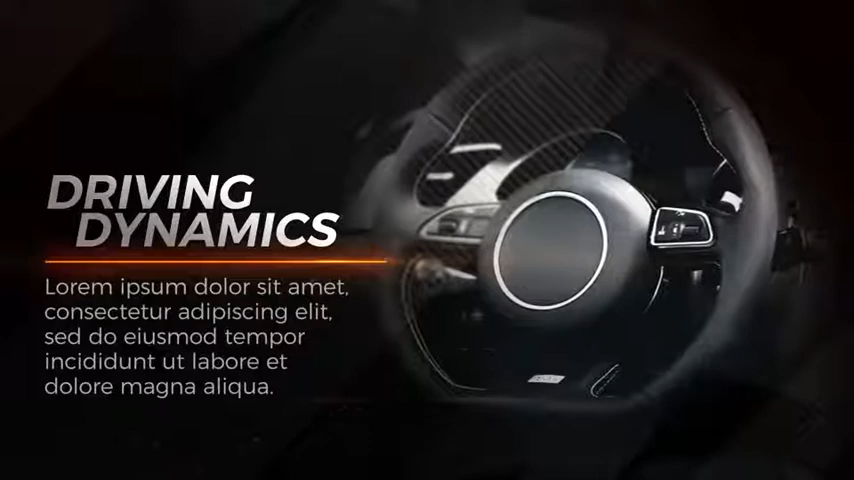 DRIVING
DYNAMICS
Lorem ipsum dolor sit amet,
consectetur adipiscing elit,
sed do eiusmod tempor
incididunt ut labore et
dolore magna aliqua.